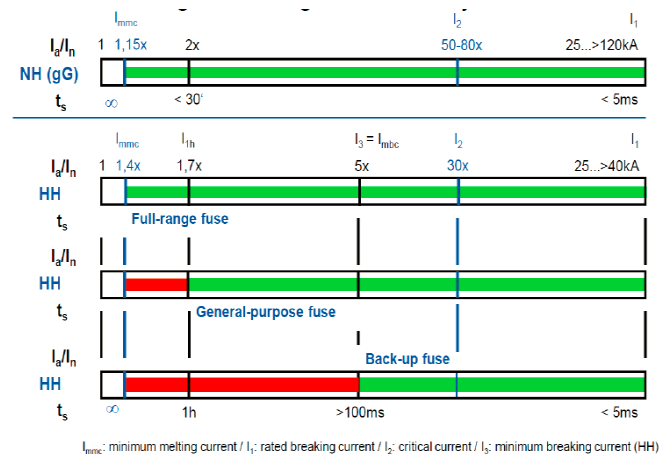 Immc I2 I1
Ia/In 1 1,15x 2x 50-80x 25...>120kA
NH (gG)
ts ∞ < 30' < 5ms
Immc I1h I3 = Imbc I2 I1
Ia/In 1 1,4x 1,7x 5x 30x 25...>40kA
HH
ts Full-range fuse
Ia/In
HH
ts General-purpose fuse
Ia/In Back-up fuse
HH
ts ∞ 1h >100ms < 5ms
Immc: minimum melting current / I1: rated breaking current / I2: critical current / I3: minimum breaking current (HH)